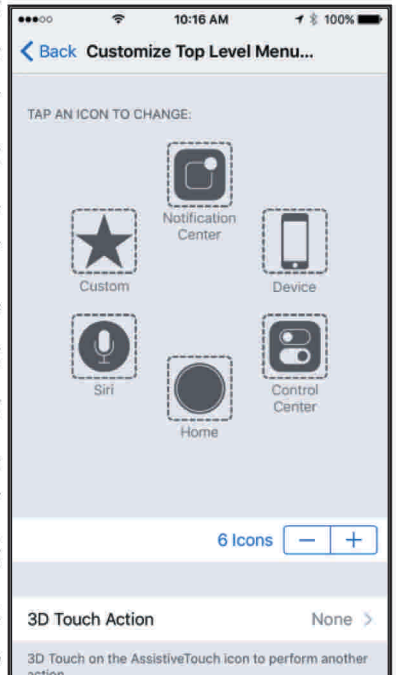 10:16 AM 100%
Back Customize Top Level Menu...
TAP AN ICON TO CHANGE:
Notification
Center
Custom
Device
Siri
Control
Center
Home
6 Icons − +
3D Touch Action None
3D Touch on the AssistiveTouch icon to perform another
action.